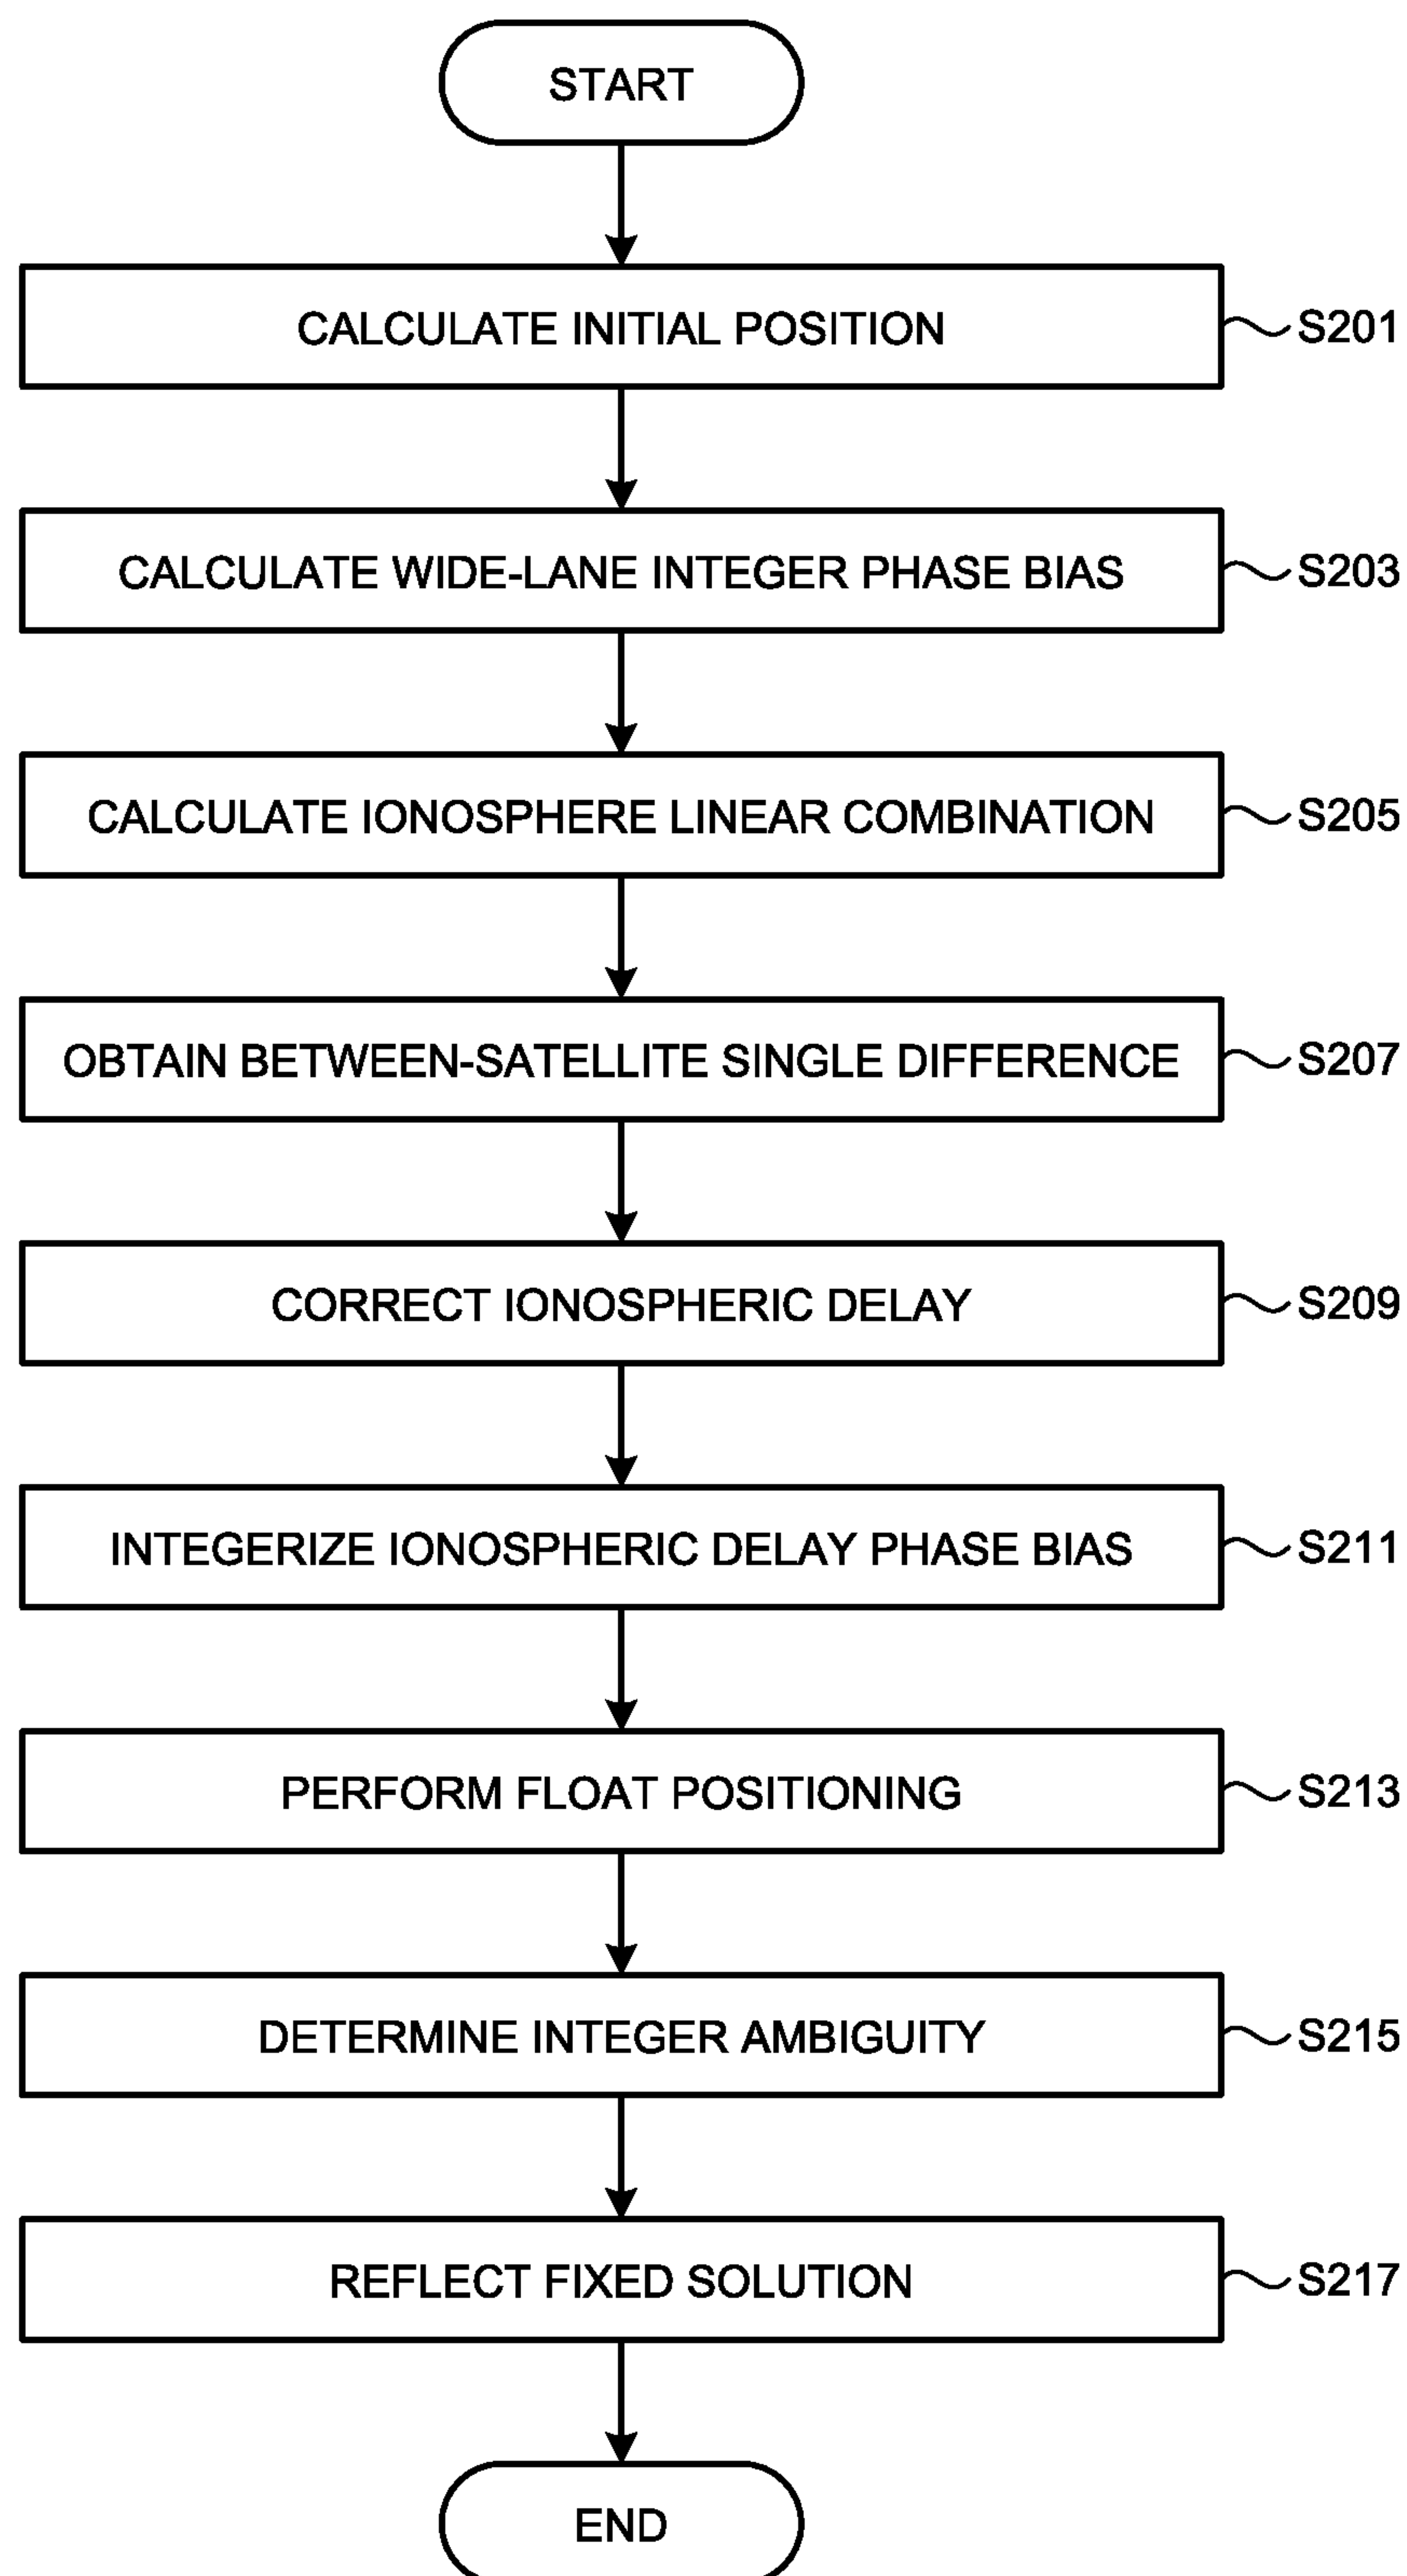 START
CALCULATE INITIAL POSITION
S201
CALCULATE WIDE-LANE INTEGER PHASE BIAS
S203
CALCULATE IONOSPHERE LINEAR COMBINATION
S205
OBTAIN BETWEEN-SATELLITE SINGLE DIFFERENCE
S207
CORRECT IONOSPHERIC DELAY
S209
INTEGERIZE IONOSPHERIC DELAY PHASE BIAS
S211
PERFORM FLOAT POSITIONING
S213
DETERMINE INTEGER AMBIGUITY
S215
REFLECT FIXED SOLUTION
S217
END